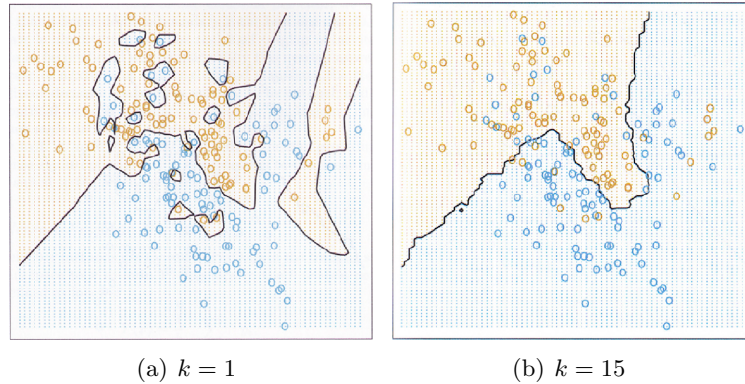 (a) k = 1
(b) k = 15